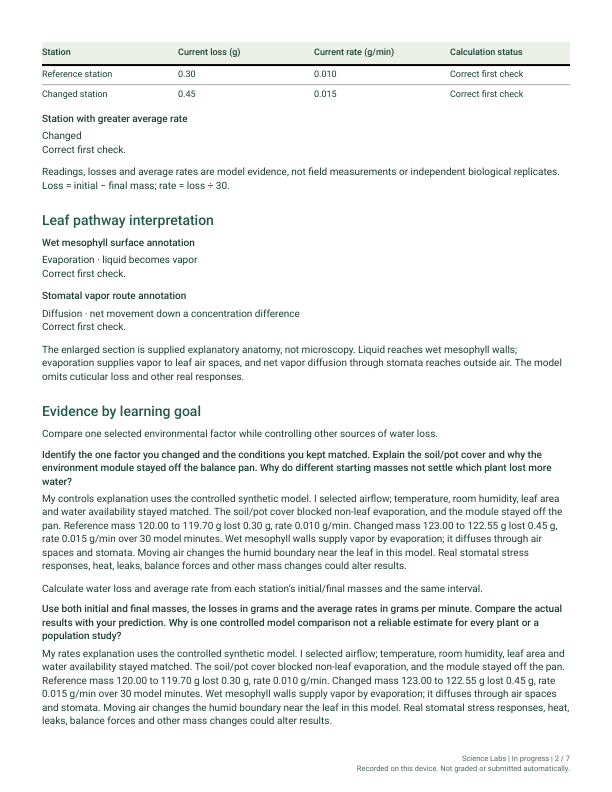 Station Current loss (g) Current rate (g/min) Calculation status
Reference station 0.30 0.010 Correct first check
Changed station 0.45 0.015 Correct first check
Station with greater average rate
Changed
Correct first check.
Readings, losses and average rates are model evidence, not field measurements or independent biological replicates.
Loss = initial − final mass; rate = loss ÷ 30.
Leaf pathway interpretation
Wet mesophyll surface annotation
Evaporation · liquid becomes vapor
Correct first check.
Stomatal vapor route annotation
Diffusion · net movement down a concentration difference
Correct first check.
The enlarged section is supplied explanatory anatomy, not microscopy. Liquid reaches wet mesophyll walls;
evaporation supplies vapor to leaf air spaces, and net vapor diffusion through stomata reaches outside air. The model
omits cuticular loss and other real responses.
Evidence by learning goal
Compare one selected environmental factor while controlling other sources of water loss.
Identify the one factor you changed and the conditions you kept matched. Explain the soil/pot cover and why the
environment module stayed off the balance pan. Why do different starting masses not settle which plant lost more
water?
My controls explanation uses the controlled synthetic model. I selected airflow; temperature, room humidity, leaf area
and water availability stayed matched. The soil/pot cover blocked non-leaf evaporation, and the module stayed off the
pan. Reference mass 120.00 to 119.70 g lost 0.30 g, rate 0.010 g/min. Changed mass 123.00 to 122.55 g lost 0.45 g,
rate 0.015 g/min over 30 model minutes. Wet mesophyll walls supply vapor by evaporation; it diffuses through air
spaces and stomata. Moving air changes the humid boundary near the leaf in this model. Real stomatal stress
responses, heat, leaks, balance forces and other mass changes could alter results.
Calculate water loss and average rate from each station's initial/final masses and the same interval.
Use both initial and final masses, the losses in grams and the average rates in grams per minute. Compare the actual
results with your prediction. Why is one controlled model comparison not a reliable estimate for every plant or a
population study?
My rates explanation uses the controlled synthetic model. I selected airflow; temperature, room humidity, leaf area and
water availability stayed matched. The soil/pot cover blocked non-leaf evaporation, and the module stayed off the pan.
Reference mass 120.00 to 119.70 g lost 0.30 g, rate 0.010 g/min. Changed mass 123.00 to 122.55 g lost 0.45 g, rate
0.015 g/min over 30 model minutes. Wet mesophyll walls supply vapor by evaporation; it diffuses through air spaces
and stomata. Moving air changes the humid boundary near the leaf in this model. Real stomatal stress responses, heat,
leaks, balance forces and other mass changes could alter results.
Science Labs | In progress | 2 / 7
Recorded on this device. Not graded or submitted automatically.